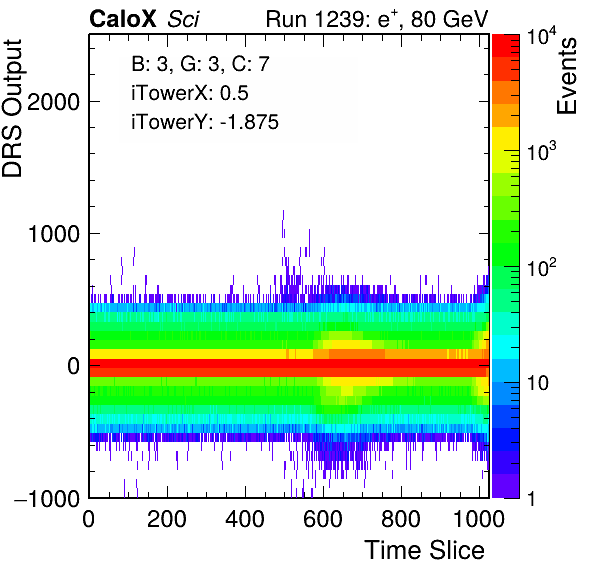 CaloX Sci Run 1239: e⁺, 80 GeV
B: 3, G: 3, C: 7
iTowerX: 0.5
iTowerY: -1.875
DRS Output
2000
1000
0
−1000
0 200 400 600 800 1000
Time Slice
Events
10⁴
10³
10²
10
1